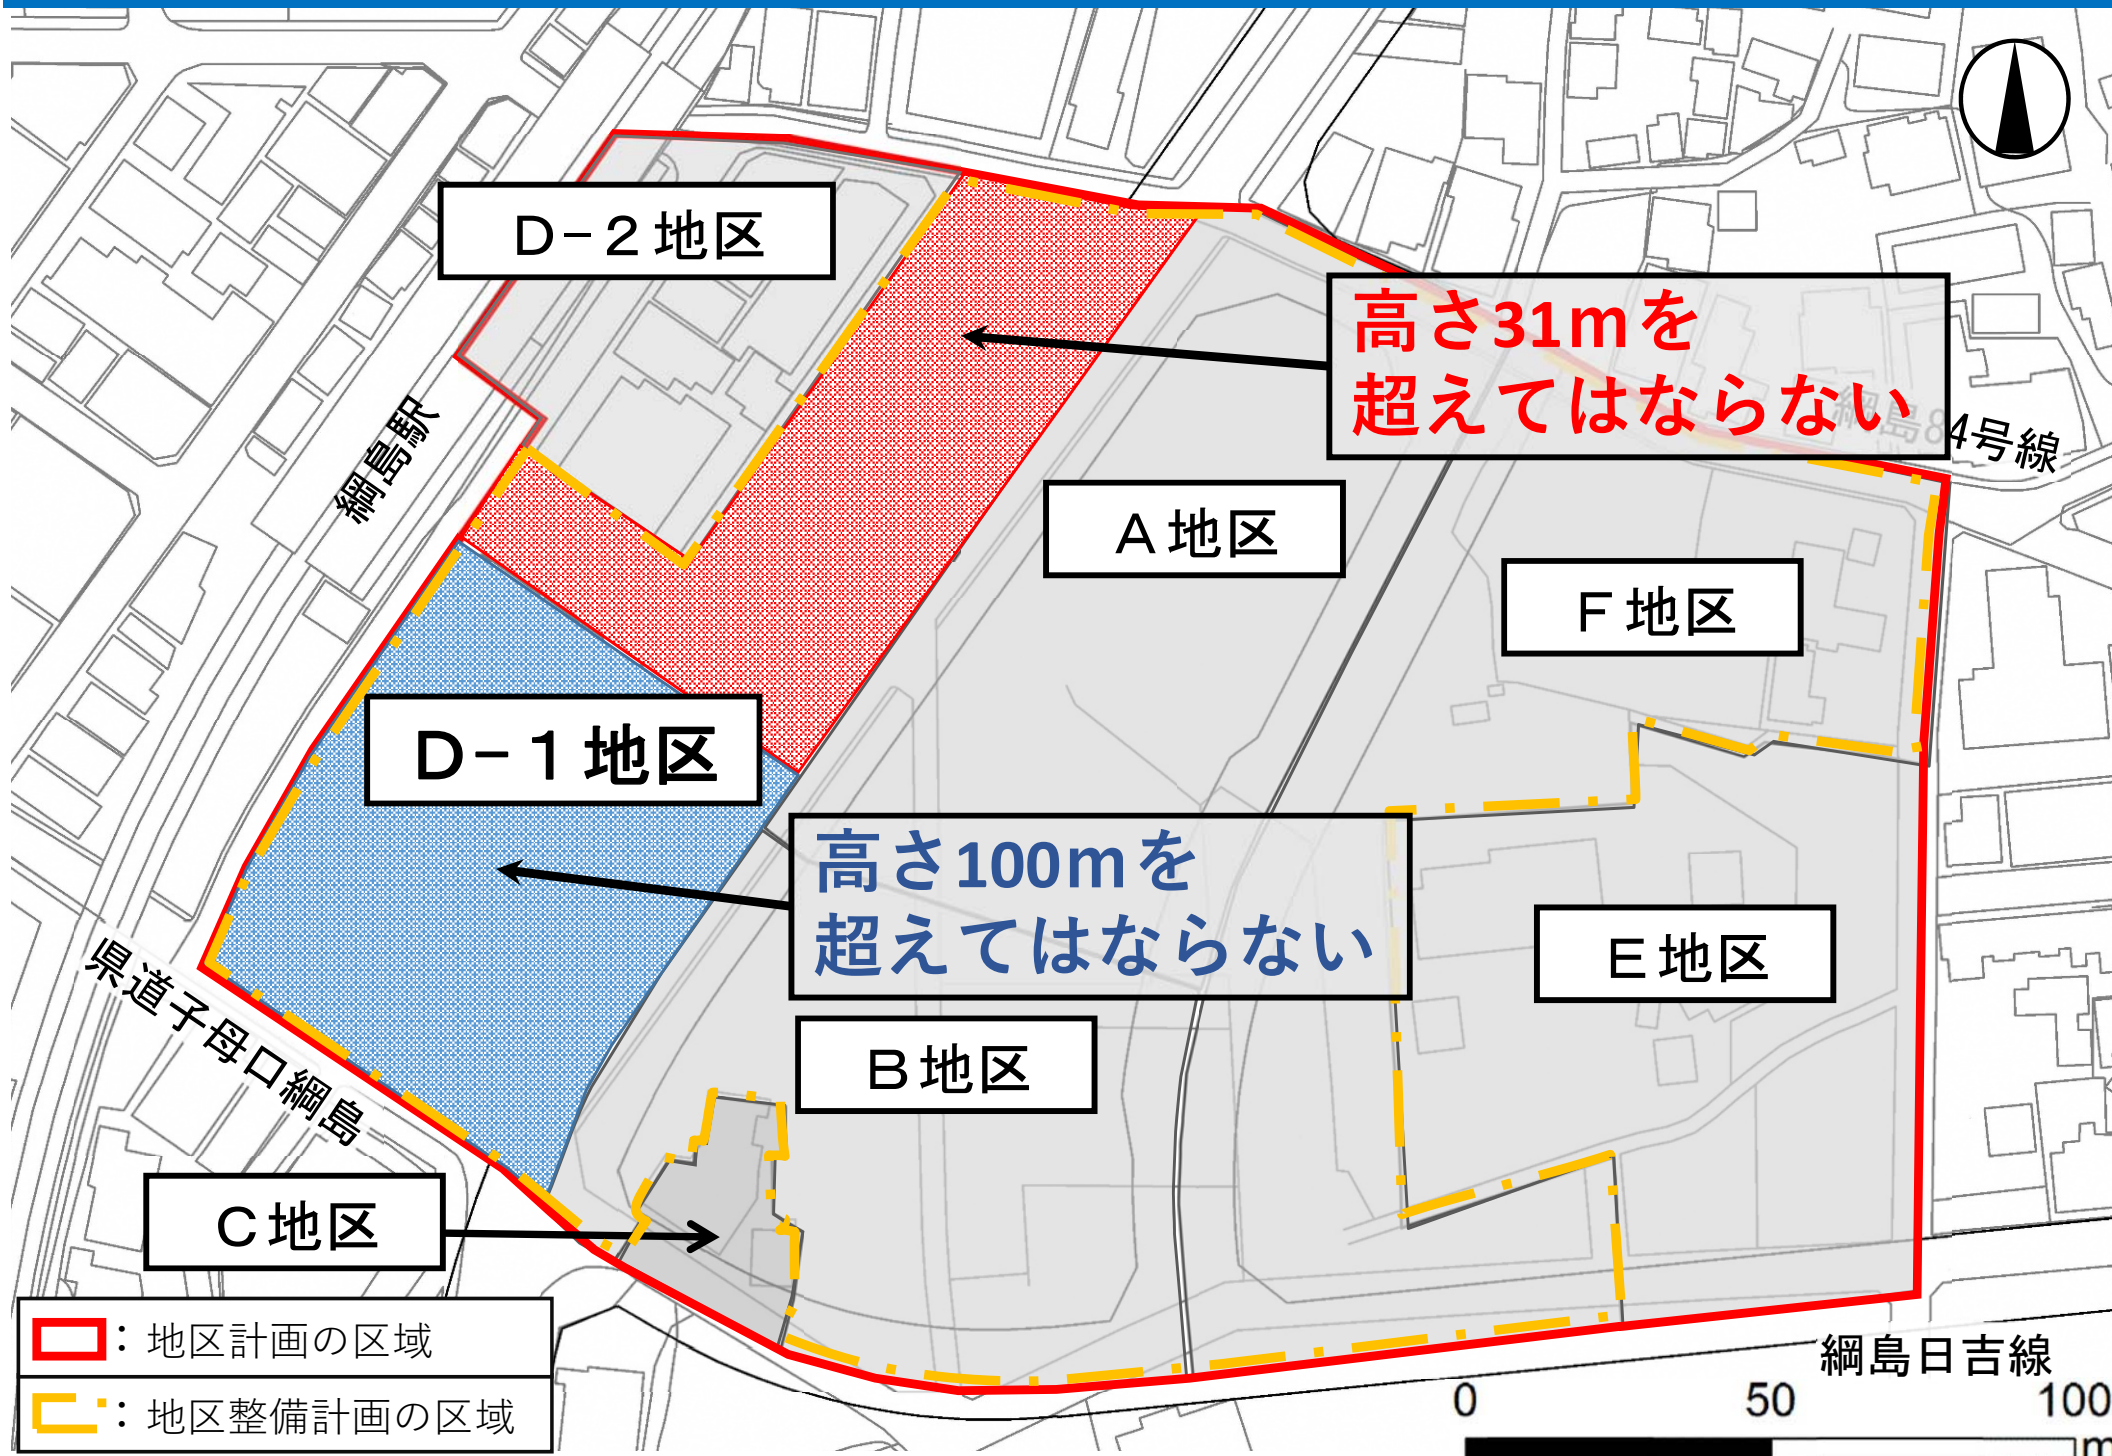 D-2地区
高さ31mを
超えてはならない
綱島84号線
綱島駅
A地区
F地区
D-1地区
高さ100mを
超えてはならない
E地区
県道子母口綱島
B地区
C地区
:地区計画の区域
:地区整備計画の区域
綱島日吉線
0 50 100
m